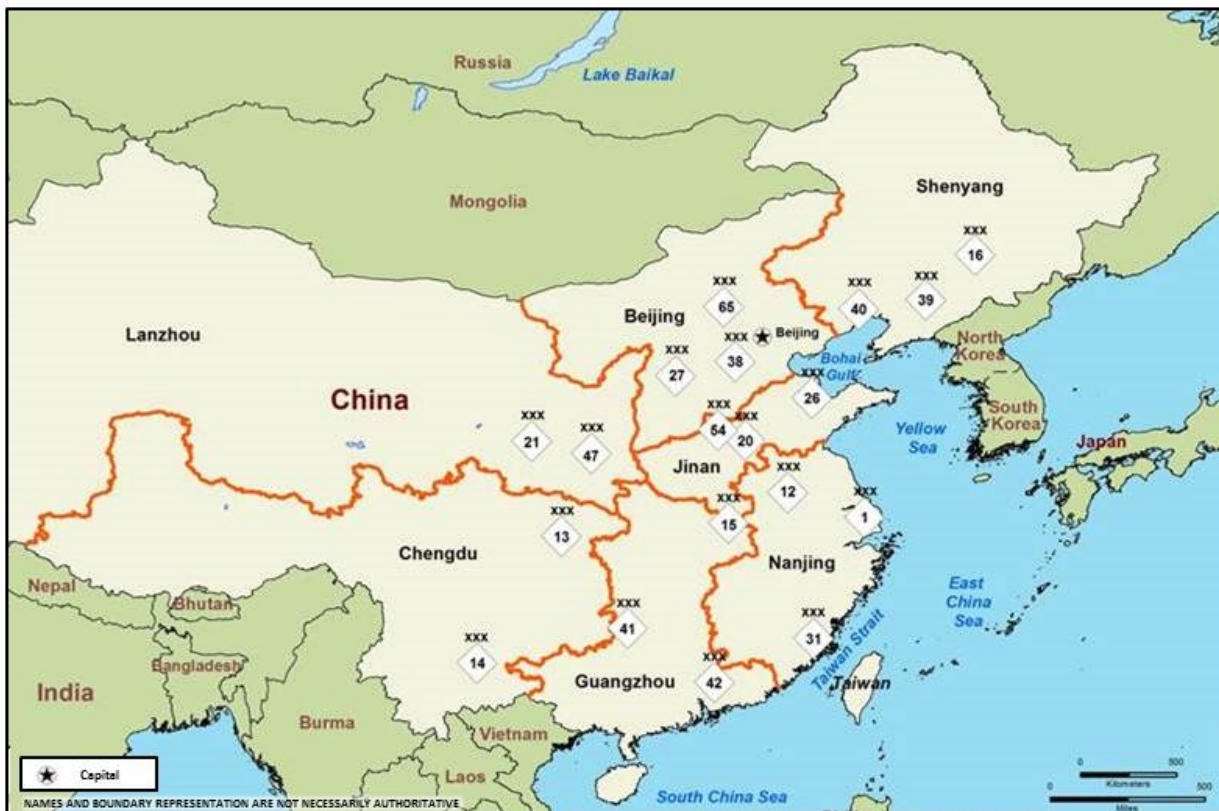 Russia
Lake Baikal
Mongolia
Shenyang
XXX
16
XXX
39
XXX
40
XXX
65
Beijing
Beijing
XXX
38
XXX
27
Lanzhou
China
Bohai
Gulf
XXX
26
North
Korea
South
Korea
Yellow
Sea
Japan
XXX
21
XXX
47
XXX
54
XXX
20
Jinan
XXX
12
XXX
1
XXX
15
XXX
13
Chengdu
Nanjing
Nepal
Bhutan
Bangladesh
India
Burma
XXX
41
XXX
31
XXX
14
XXX
42
Guangzhou
Taiwan Strait
Taiwan
East
China
Sea
Vietnam
Laos
South China Sea
Capital
NAMES AND BOUNDARY REPRESENTATION ARE NOT NECESSARILY AUTHORITATIVE
0 500
Kilometers
0 500
Miles